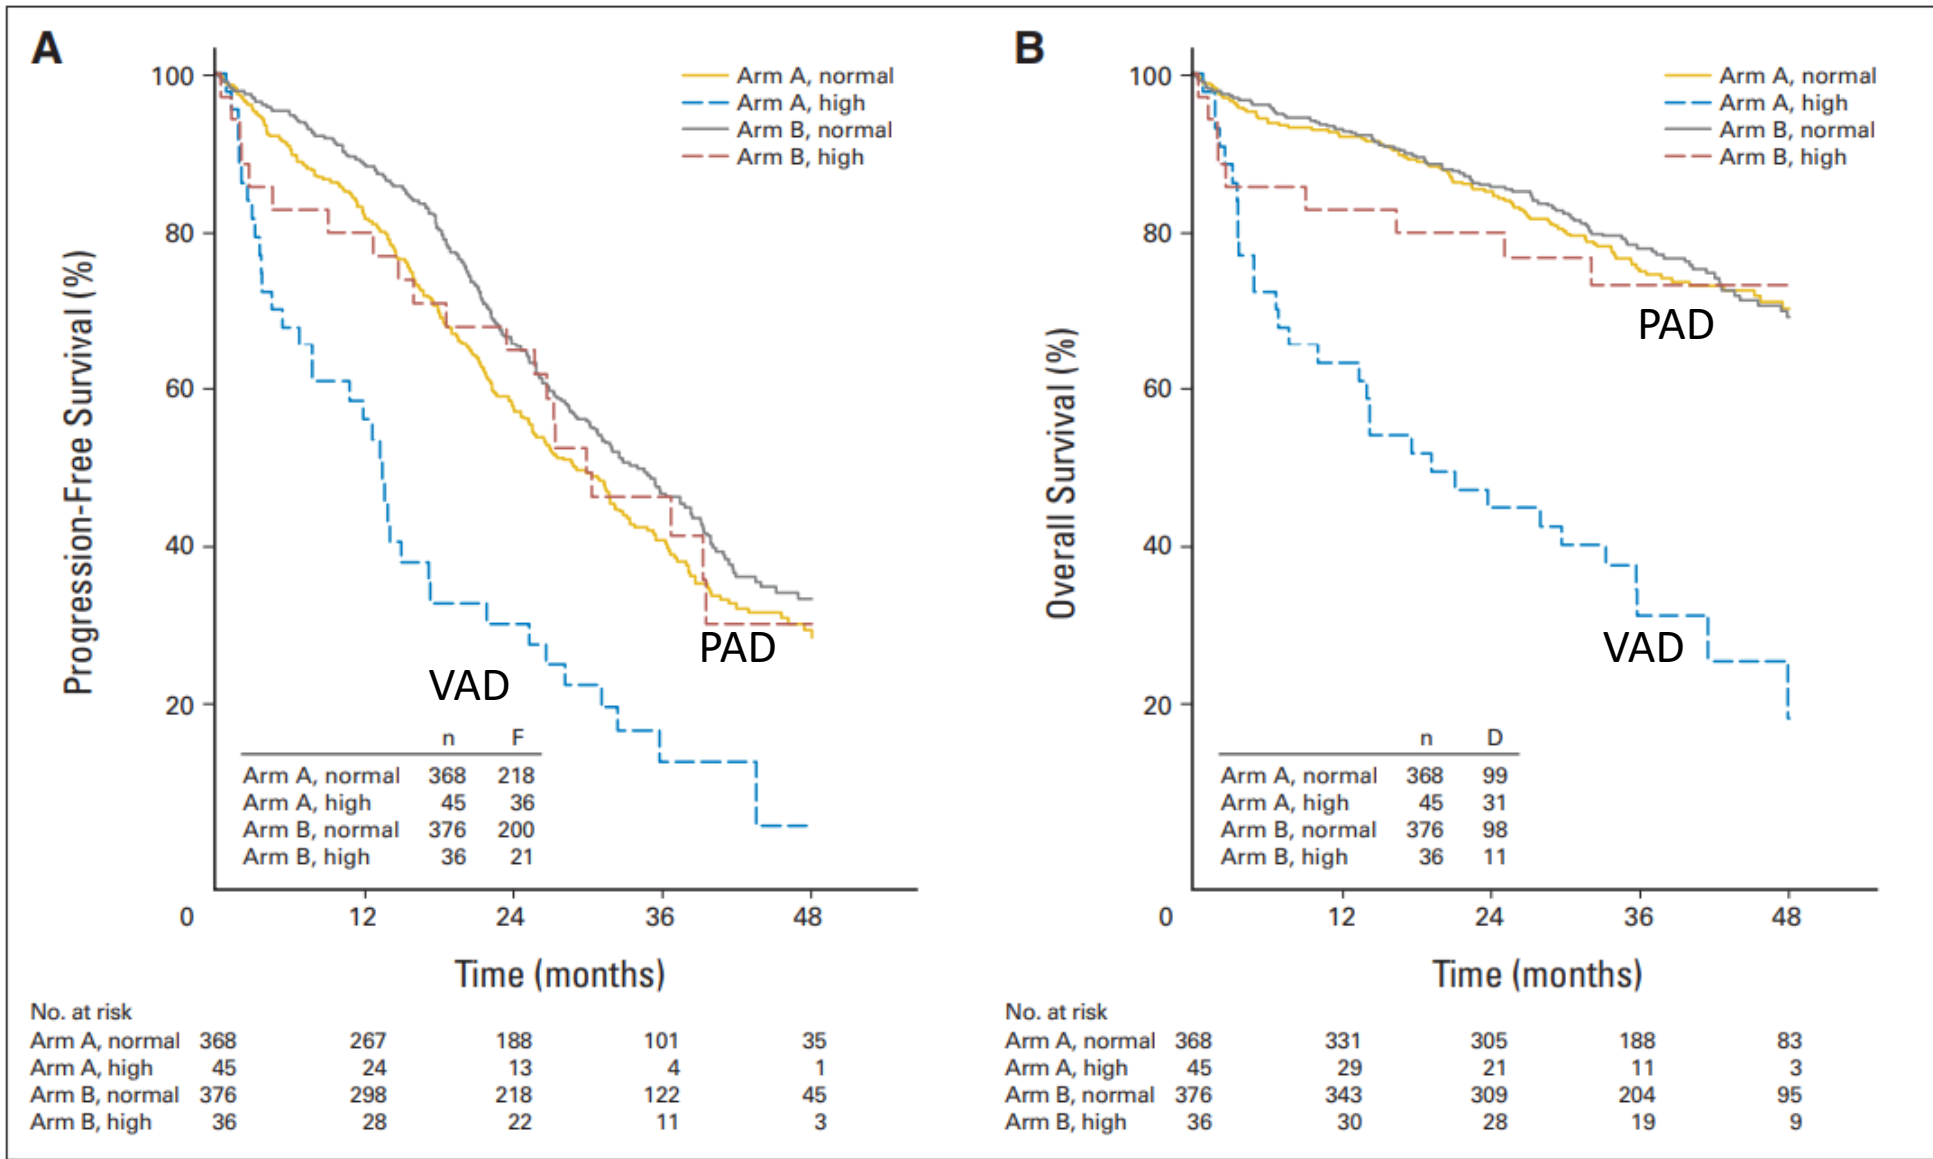 A
Progression-Free Survival (%)
100
80
60
40
20
0
12 24 36 48
Time (months)
Arm A, normal
Arm A, high
Arm B, normal
Arm B, high
PAD
VAD
n F
Arm A, normal 368 218
Arm A, high 45 36
Arm B, normal 376 200
Arm B, high 36 21
No. at risk
Arm A, normal 368 267 188 101 35
Arm A, high 45 24 13 4 1
Arm B, normal 376 298 218 122 45
Arm B, high 36 28 22 11 3
B
Overall Survival (%)
100
80
60
40
20
0
12 24 36 48
Time (months)
Arm A, normal
Arm A, high
Arm B, normal
Arm B, high
PAD
VAD
n D
Arm A, normal 368 99
Arm A, high 45 31
Arm B, normal 376 98
Arm B, high 36 11
No. at risk
Arm A, normal 368 331 305 188 83
Arm A, high 45 29 21 11 3
Arm B, normal 376 343 309 204 95
Arm B, high 36 30 28 19 9